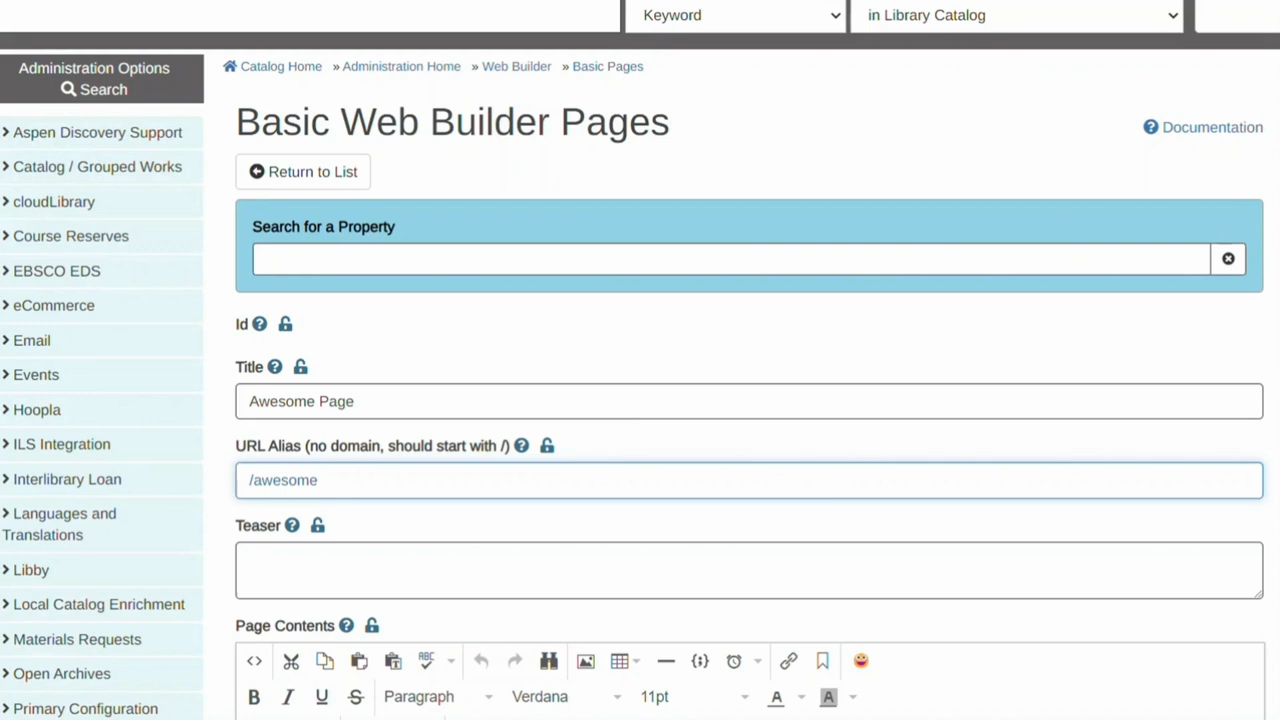 Keyword
in Library Catalog
Administration Options
Search
Aspen Discovery Support
Catalog / Grouped Works
cloudLibrary
Course Reserves
EBSCO EDS
eCommerce
Email
Events
Hoopla
ILS Integration
Interlibrary Loan
Languages and
Translations
Libby
Local Catalog Enrichment
Materials Requests
Open Archives
Primary Configuration
Catalog Home » Administration Home » Web Builder » Basic Pages
Basic Web Builder Pages
Documentation
Return to List
Search for a Property
Id
Title
Awesome Page
URL Alias (no domain, should start with /)
/awesome
Teaser
Page Contents
ABC
B I U S Paragraph Verdana 11pt A A